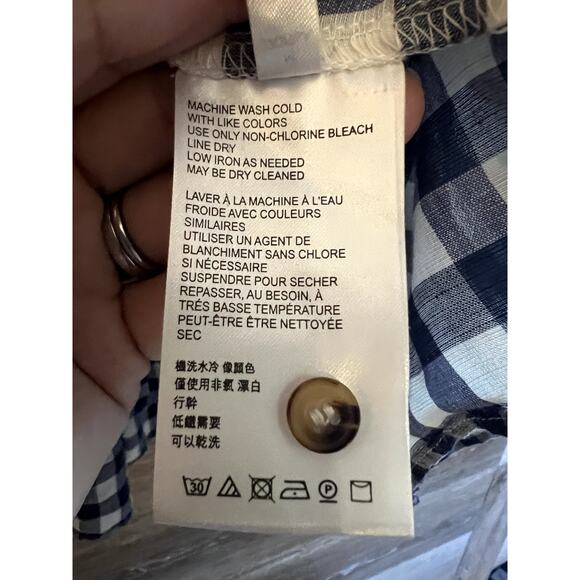 MACHINE WASH COLD
WITH LIKE COLORS
USE ONLY NON-CHLORINE BLEACH
LINE DRY
LOW IRON AS NEEDED
MAY BE DRY CLEANED
LAVER À LA MACHINE À L'EAU
FROIDE AVEC COULEURS
SIMILAIRES
UTILISER UN AGENT DE
BLANCHIMENT SANS CHLORE
SI NÉCESSAIRE
SUSPENDRE POUR SECHER
REPASSER, AU BESOIN, À
TRÉS BASSE TEMPÉRATURE
PEUT-ÊTRE ÊTRE NETTOYÉE
SEC
機洗水冷 像顏色
僅使用非氯 漂白
行幹
低鐵需要
可以乾洗
30 P